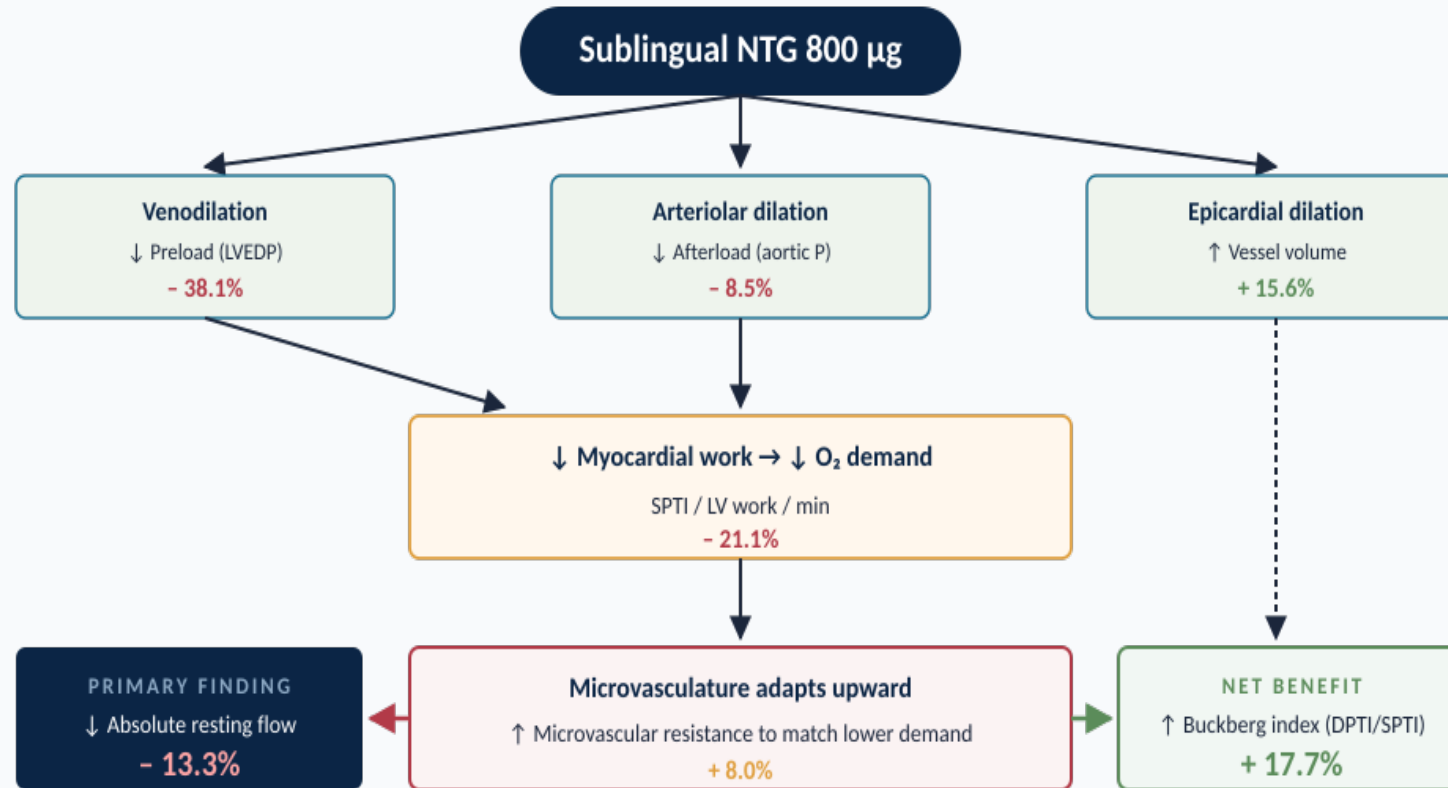 Sublingual NTG 800 µg
Venodilation
↓ Preload (LVEDP)
– 38.1%
Arteriolar dilation
↓ Afterload (aortic P)
– 8.5%
Epicardial dilation
↑ Vessel volume
+ 15.6%
↓ Myocardial work → ↓ O₂ demand
SPTI / LV work / min
– 21.1%
PRIMARY FINDING
↓ Absolute resting flow
– 13.3%
Microvasculature adapts upward
↑ Microvascular resistance to match lower demand
+ 8.0%
NET BENEFIT
↑ Buckberg index (DPTI/SPTI)
+ 17.7%